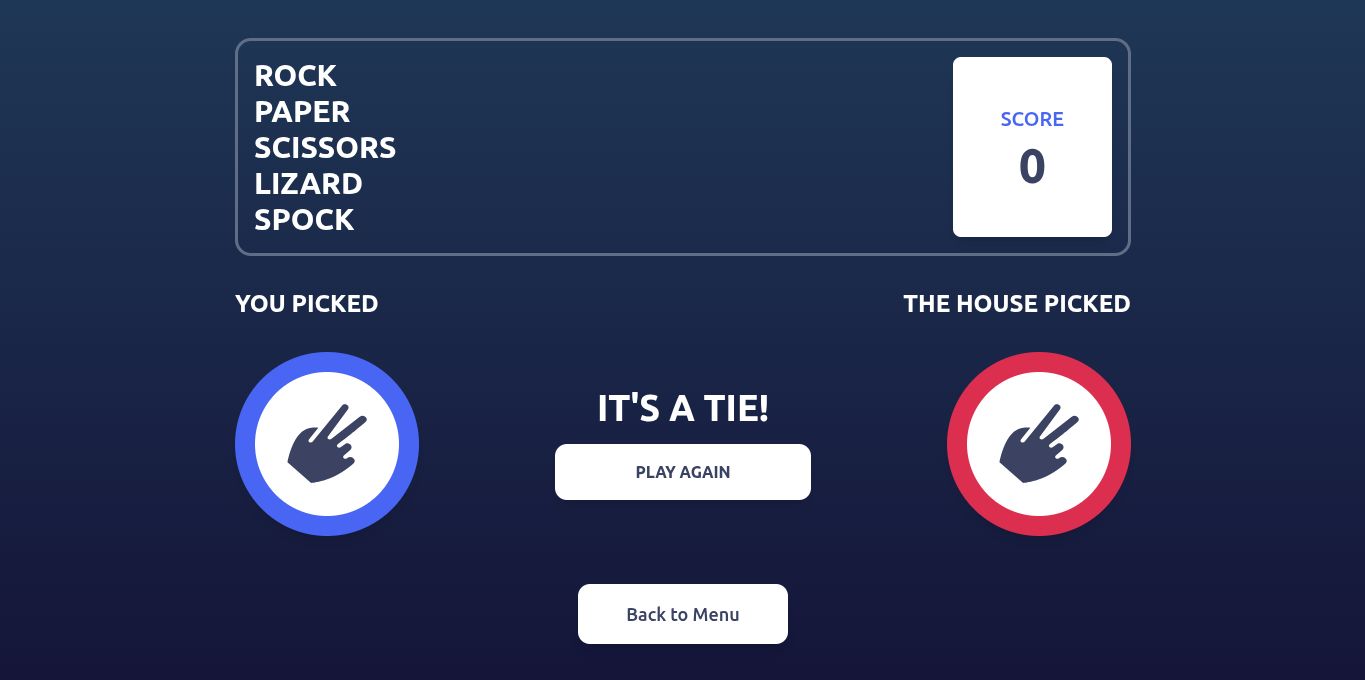 ROCK
PAPER
SCISSORS
LIZARD
SPOCK
SCORE
0
YOU PICKED
THE HOUSE PICKED
IT'S A TIE!
PLAY AGAIN
Back to Menu